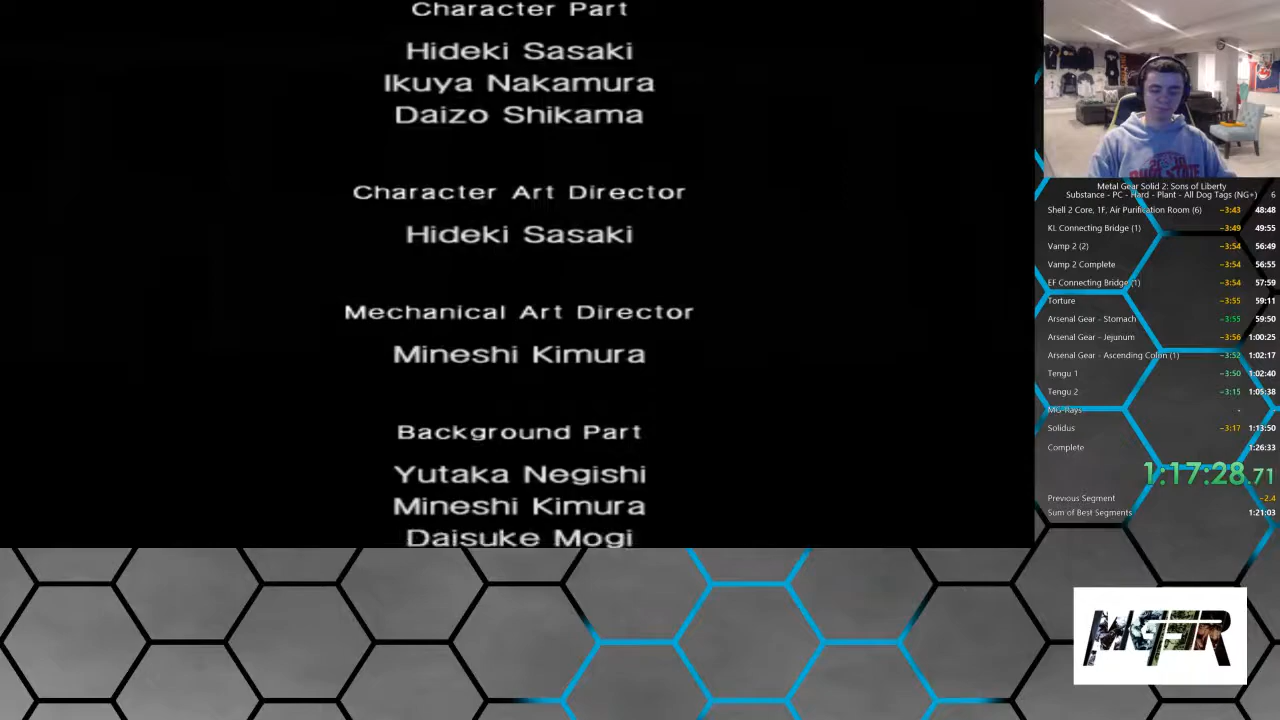 Character Part
Hideki Sasaki
Ikuya Nakamura
Daizo Shikama
Character Art Director
Hideki Sasaki
Mechanical Art Director
Mineshi Kimura
Background Part
Yutaka Negishi
Mineshi Kimura
Daisuke Mogi
Metal Gear Solid 2: Sons of Liberty
Substance - PC - Hard - Plant - All Dog Tags (NG+) 6
Shell 2 Core, 1F, Air Purification Room (6) -3:43 48:48
KL Connecting Bridge (1) -3:49 49:55
Vamp 2 (2) -3:54 56:49
Vamp 2 Complete -3:54 56:55
EF Connecting Bridge (1) -3:54 57:59
Torture -3:55 59:11
Arsenal Gear - Stomach -3:55 59:50
Arsenal Gear - Jejunum -3:56 1:00:25
Arsenal Gear - Ascending Colon (1) -3:52 1:02:17
Tengu 1 -3:50 1:02:40
Tengu 2 -3:15 1:05:38
MG Rays -
Solidus -3:17 1:13:50
Complete 1:26:33
1:17:28.71
Previous Segment -2.4
Sum of Best Segments 1:21:03
MGSR